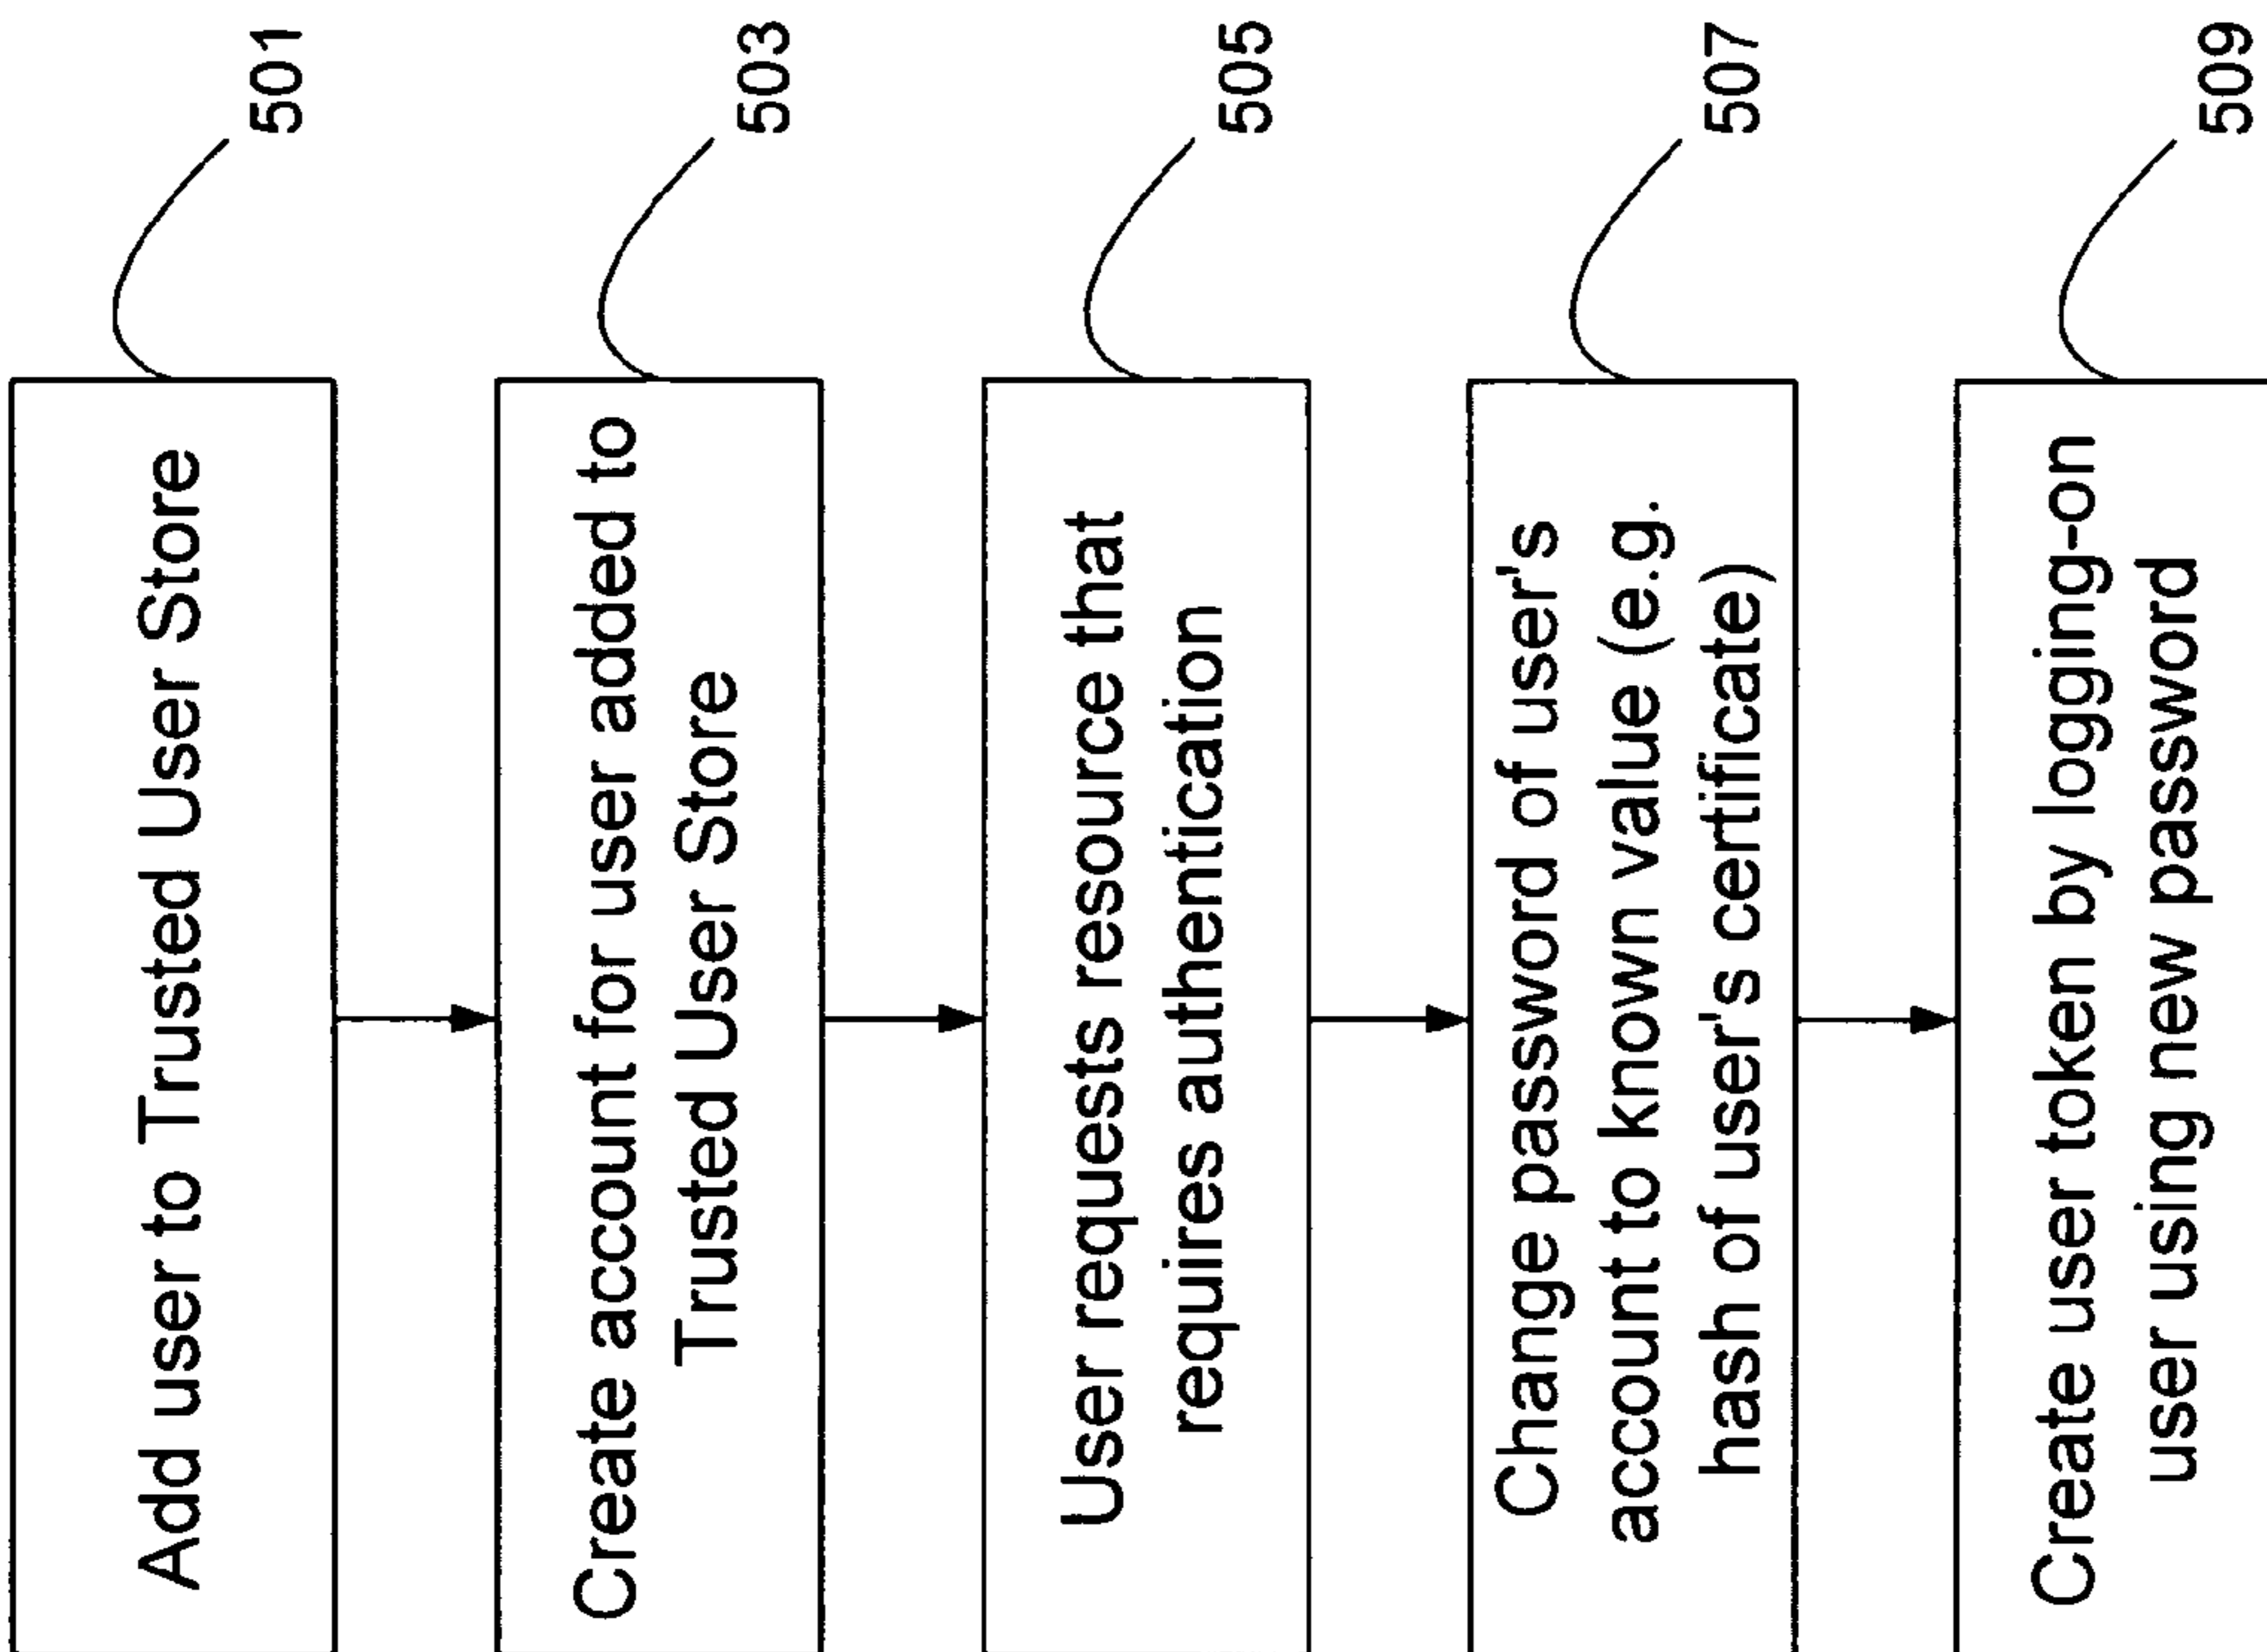 Add user to Trusted User Store
501
Create account for user added to
Trusted User Store
503
User requests resource that
requires authentication
505
Change password of user's
account to known value (e.g.
hash of user's certificate)
507
Create user token by logging-on
user using new password
509